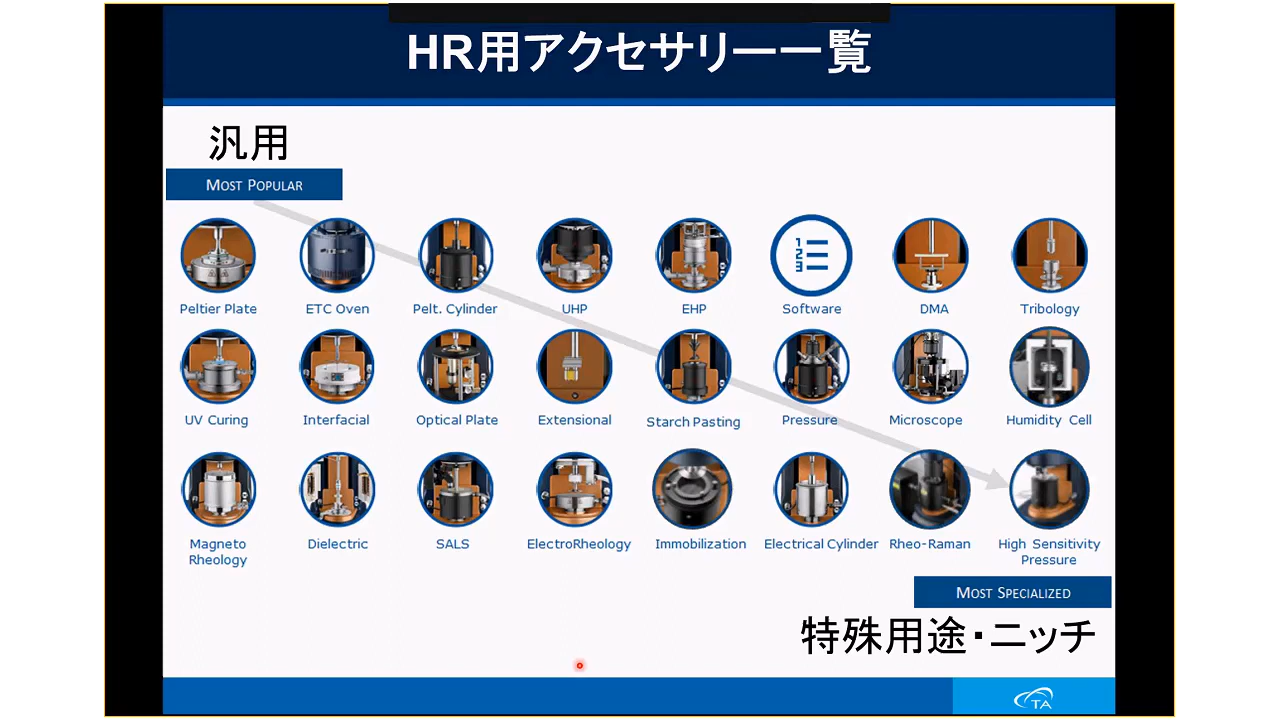 HR用アクセサリー一覧
汎用
MOST POPULAR
Peltier Plate
ETC Oven
Pelt. Cylinder
UHP
EHP
Software
DMA
Tribology
UV Curing
Interfacial
Optical Plate
Extensional
Starch Pasting
Pressure
Microscope
Humidity Cell
Magneto
Rheology
Dielectric
SALS
ElectroRheology
Immobilization
Electrical Cylinder
Rheo-Raman
High Sensitivity
Pressure
MOST SPECIALIZED
特殊用途・ニッチ
TA